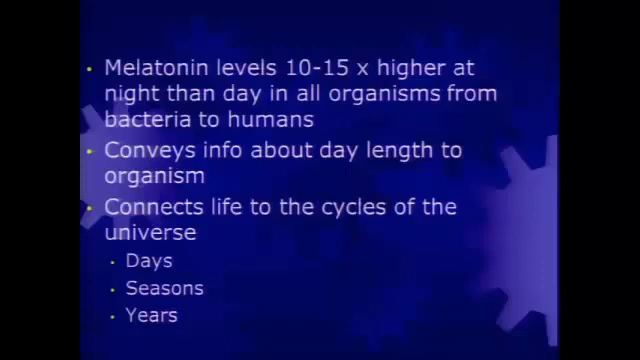 • Melatonin levels 10-15 x higher at
night than day in all organisms from
bacteria to humans
• Conveys info about day length to
organism
• Connects life to the cycles of the
universe
• Days
• Seasons
• Years